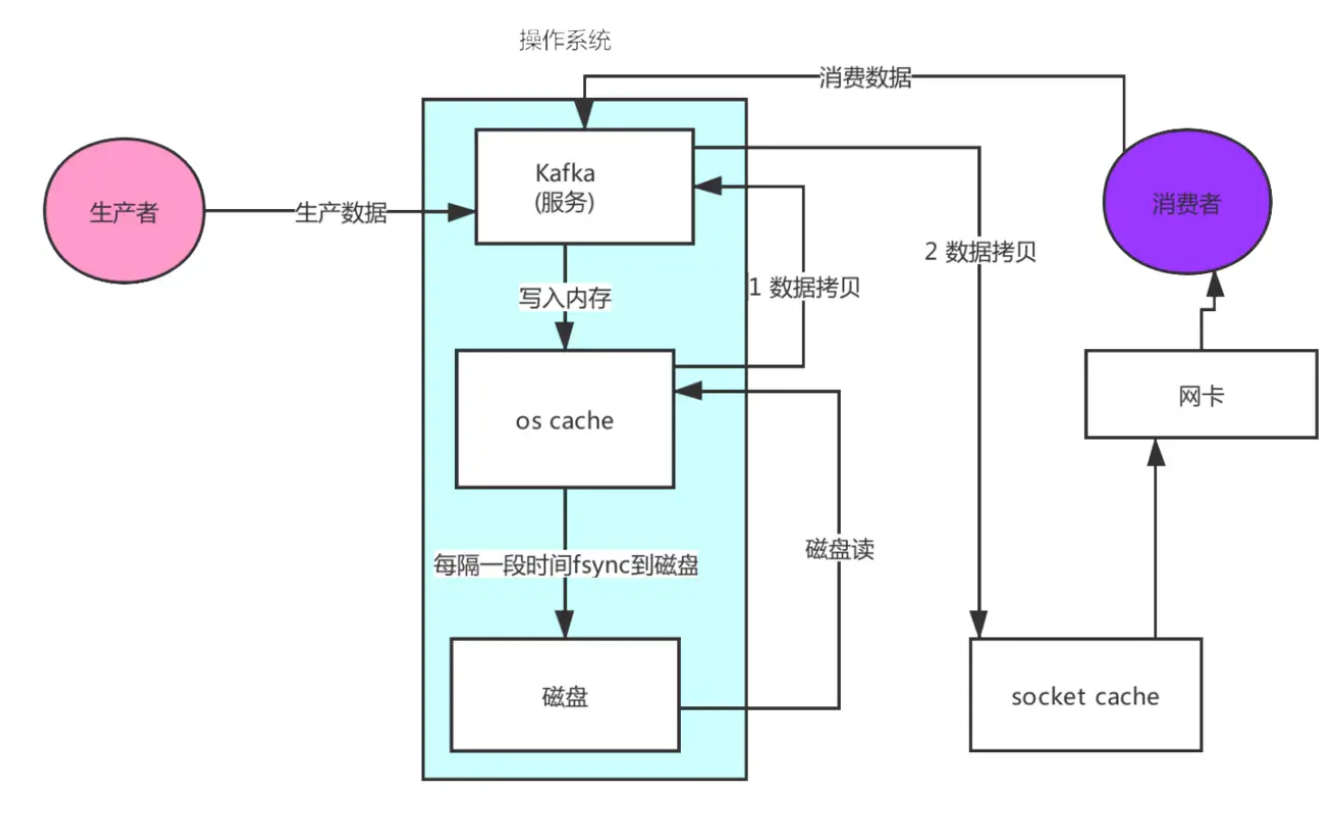 操作系统
消费数据
Kafka
(服务)
生产者
生产数据
消费者
2 数据拷贝
1 数据拷贝
写入内存
网卡
os cache
磁盘读
每隔一段时间fsync到磁盘
磁盘
socket cache